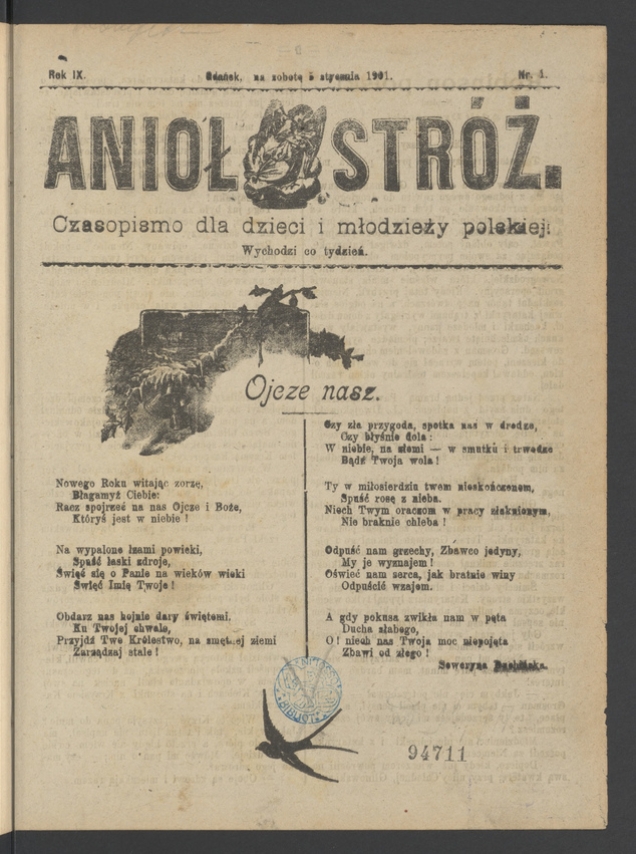 Rok IX.
Gdańsk, na sobotę 5 stycznia 1901.
Nr. 1.
ANIOŁ STRÓŻ.
Czasopismo dla dzieci i młodzieży polskiej.
Wychodzi co tydzień.
Ojcze nasz.
Nowego Roku witając zorzę,
Błagamyż Ciebie:
Racz spojrzeć na nas Ojcze i Boże,
Któryś jest w niebie!
Na wypalone łzami powieki,
Spuść łaski zdroje,
Święć się o Panie na wieków wieki
Święć Imię Twoje!
Obdarz nas hojnie dary świętemi.
Ku Twojej chwale,
Przyjdź Twe Królestwo, na ziemi
Zarządzaj stale!
Czy zła przygoda, spotka nas w drodze,
Czy błyśnie dola:
W niebie, na ziemi — w smutku i trwodze
Bądź Twoja wola!
Ty w miłosierdziu twem nieskończonem,
Spuść rosę z nieba.
Niech Twym oraczom w pracy złaknionym,
Nie braknie chleba!
Odpuść nam grzechy, Zbawco jedyny,
My je wyznajem!
Oświeć nam serca, jak bratnie winy
Odpuścić wzajem.
A gdy pokusa zwikła nam w pęta
Ducha słabego,
O! niech nas Twoja moc niepojęta
Zbawi od złego!
Seweryna
94711